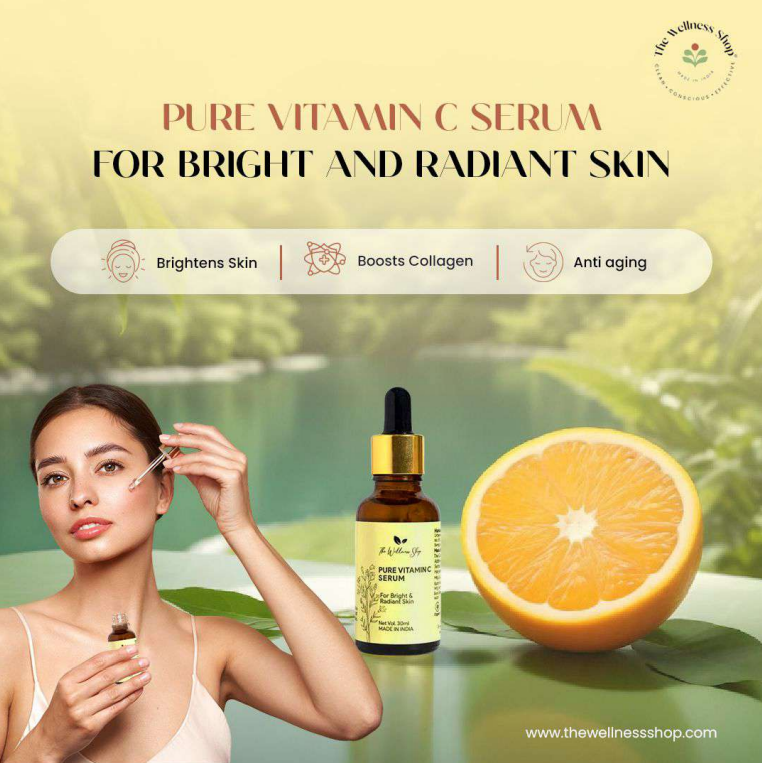 The Wellness Shop
MADE IN INDIA
CLEAN • CONSCIOUS • EFFECTIVE
PURE VITAMIN C SERUM
FOR BRIGHT AND RADIANT SKIN
Brightens Skin
Boosts Collagen
Anti aging
The Wellness Shop
PURE VITAMIN C
SERUM
For Bright &
Radiant Skin
Net Vol. 30ml
MADE IN INDIA
www.thewellnessshop.com